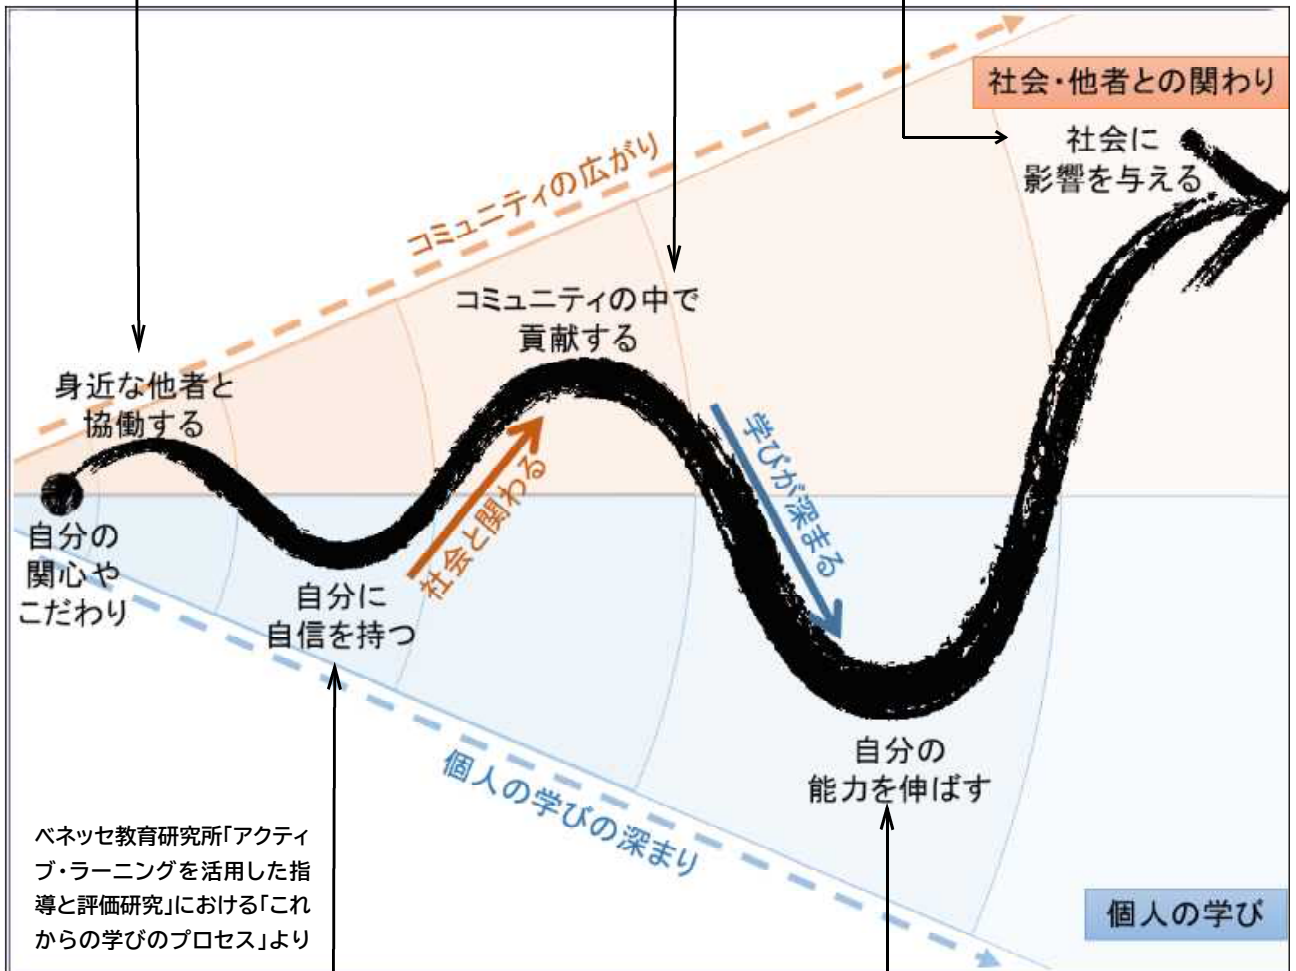 社会・他者との関わり
社会に
影響を与える
コミュニティの広がり
コミュニティの中で
貢献する
身近な他者と
協働する
学びが深まる
社会と関わる
自分の
関心や
こだわり
自分に
自信を持つ
自分の
能力を伸ばす
個人の学びの深まり
ベネッセ教育研究所「アクティ
ブ・ラーニングを活用した指
導と評価研究」における「これ
からの学びのプロセス」より
個人の学び